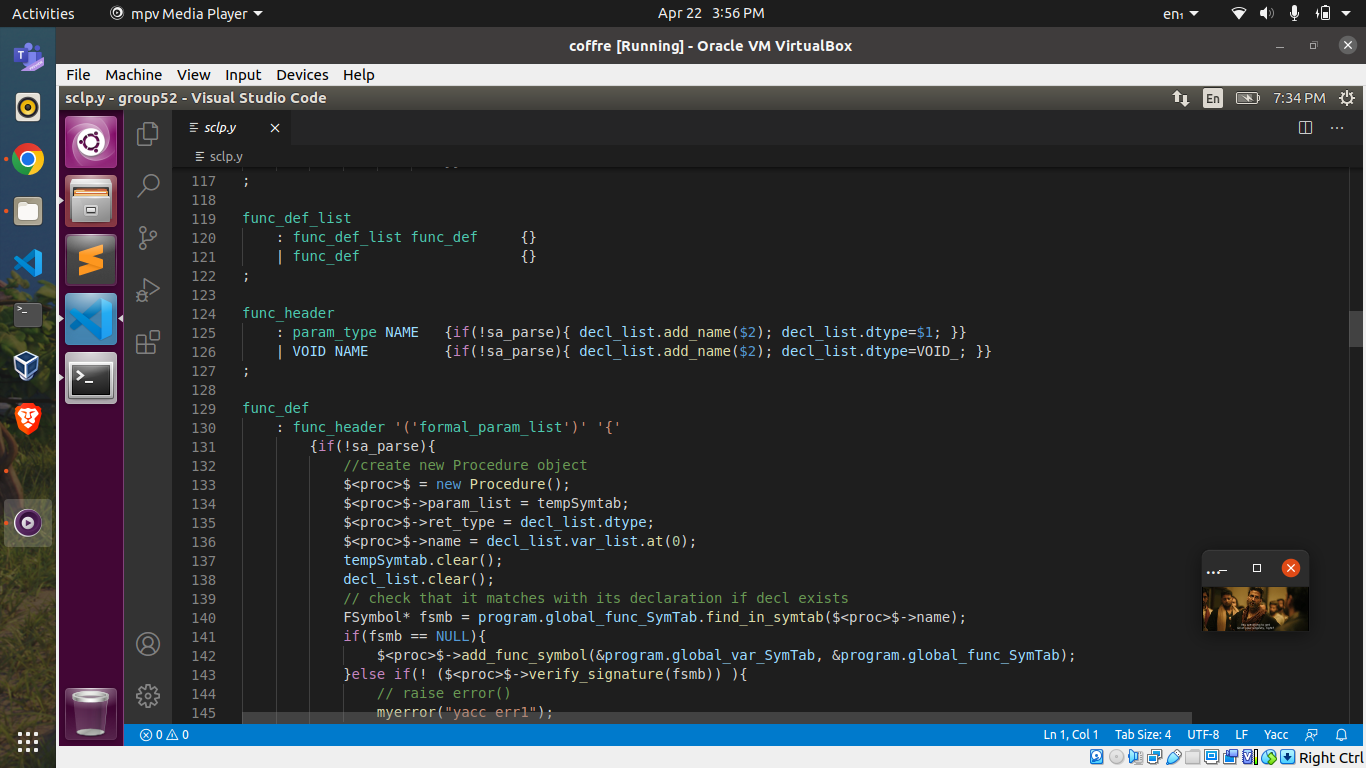 Activities
mpv Media Player
Apr 22 3:56 PM
en₁
coffre [Running] - Oracle VM VirtualBox
File Machine View Input Devices Help
sclp.y - group52 - Visual Studio Code
En
7:34 PM
sclp.y
sclp.y
117 ;
118
119 func_def_list
120 : func_def_list func_def {}
121 | func_def {}
122 ;
123
124 func_header
125 : param_type NAME {if(!sa_parse){ decl_list.add_name($2); decl_list.dtype=$1; }}
126 | VOID NAME {if(!sa_parse){ decl_list.add_name($2); decl_list.dtype=VOID_; }}
127 ;
128
129 func_def
130 : func_header '('formal_param_list')' '{'
131 {if(!sa_parse){
132 //create new Procedure object
133 $<proc>$ = new Procedure();
134 $<proc>$->param_list = tempSymtab;
135 $<proc>$->ret_type = decl_list.dtype;
136 $<proc>$->name = decl_list.var_list.at(0);
137 tempSymtab.clear();
138 decl_list.clear();
139 // check that it matches with its declaration if decl exists
140 FSymbol* fsmb = program.global_func_SymTab.find_in_symtab($<proc>$->name);
141 if(fsmb == NULL){
142 $<proc>$->add_func_symbol(&program.global_var_SymTab, &program.global_func_SymTab);
143 }else if(! ($<proc>$->verify_signature(fsmb)) ){
144 // raise error()
145 myerror("yacc err1");
0 0
Ln 1, Col 1 Tab Size: 4 UTF-8 LF Yacc
Right Ctrl